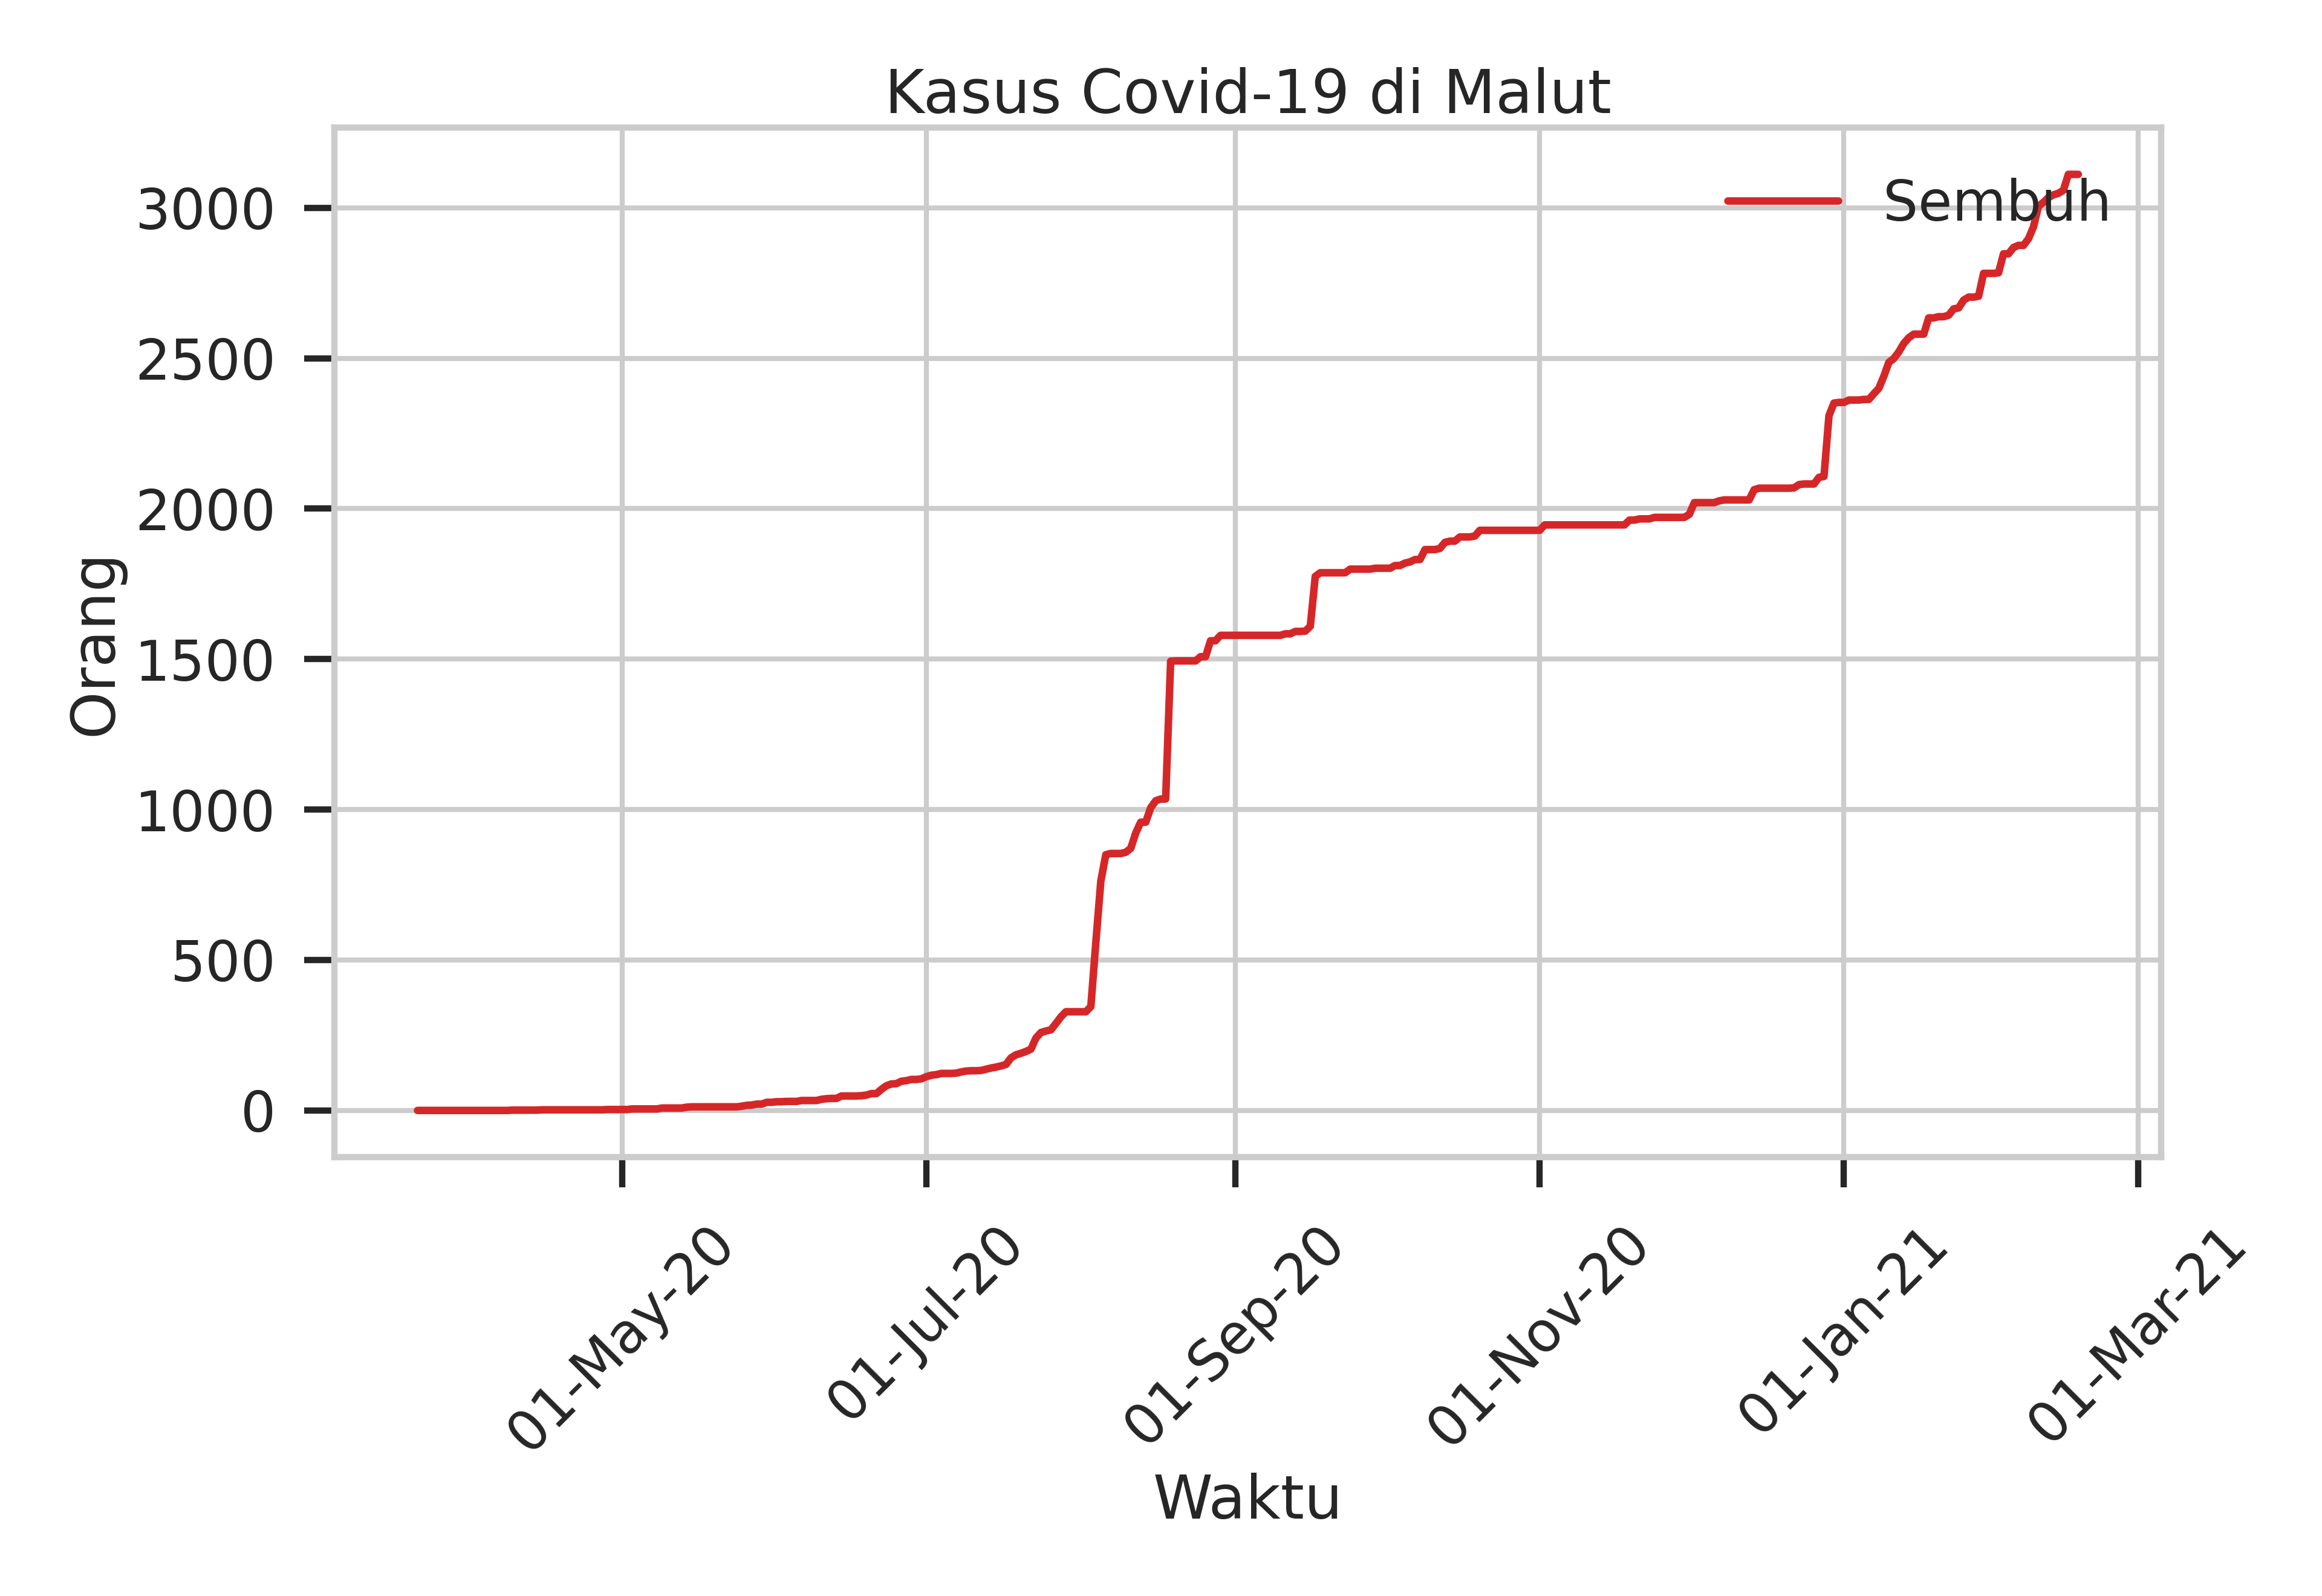 Kasus Covid-19 di Malut
Sembuh
Orang
3000
2500
2000
1500
1000
500
0
01-May-20
01-Jul-20
01-Sep-20
01-Nov-20
01-Jan-21
01-Mar-21
Waktu